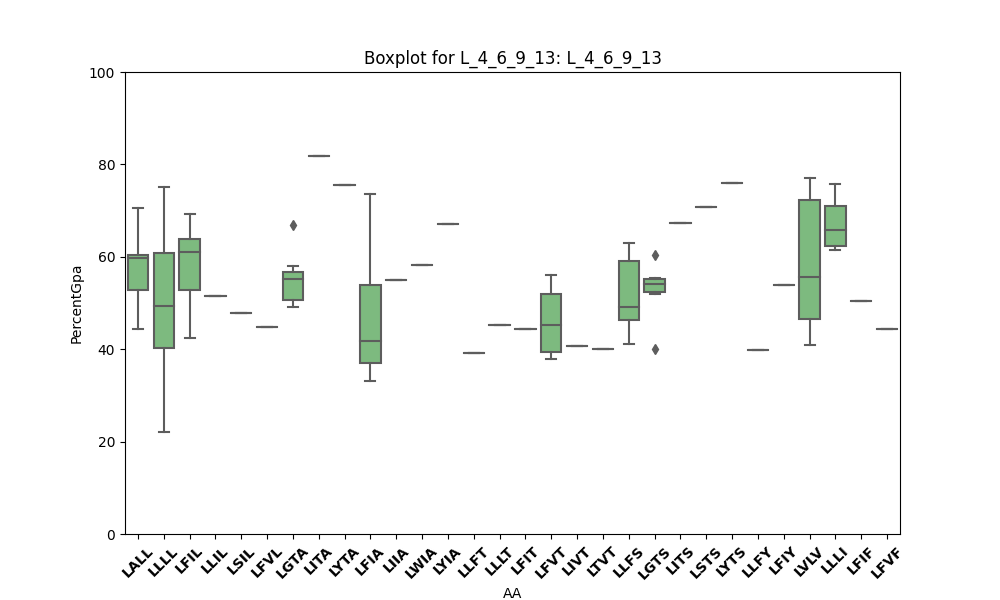 Boxplot for L_4_6_9_13: L_4_6_9_13
100
80
60
40
20
0
PercentGpa
LALL LLLL LFIL LLIL LSIL LFVL LGTA LITA LYTA LFIA LIIA LWIA LYIA LLFT LLLT LFIT LFVT LIVT LTVT LLFS LGTS LITS LSTS LYTS LLFY LFIY LVLV LLLI LFIF LFVF
AA